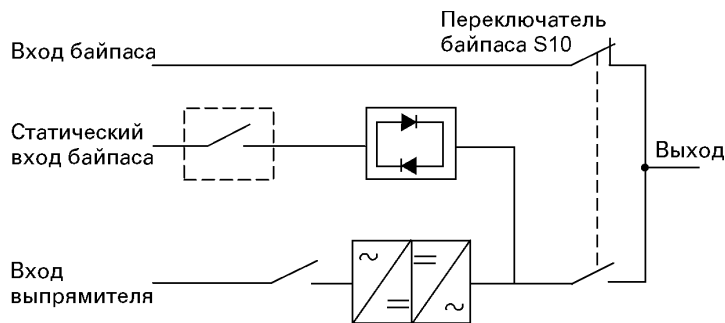 Переключатель
байпаса S10
Вход байпаса
Статический
вход байпаса
Выход
Вход
выпрямителя